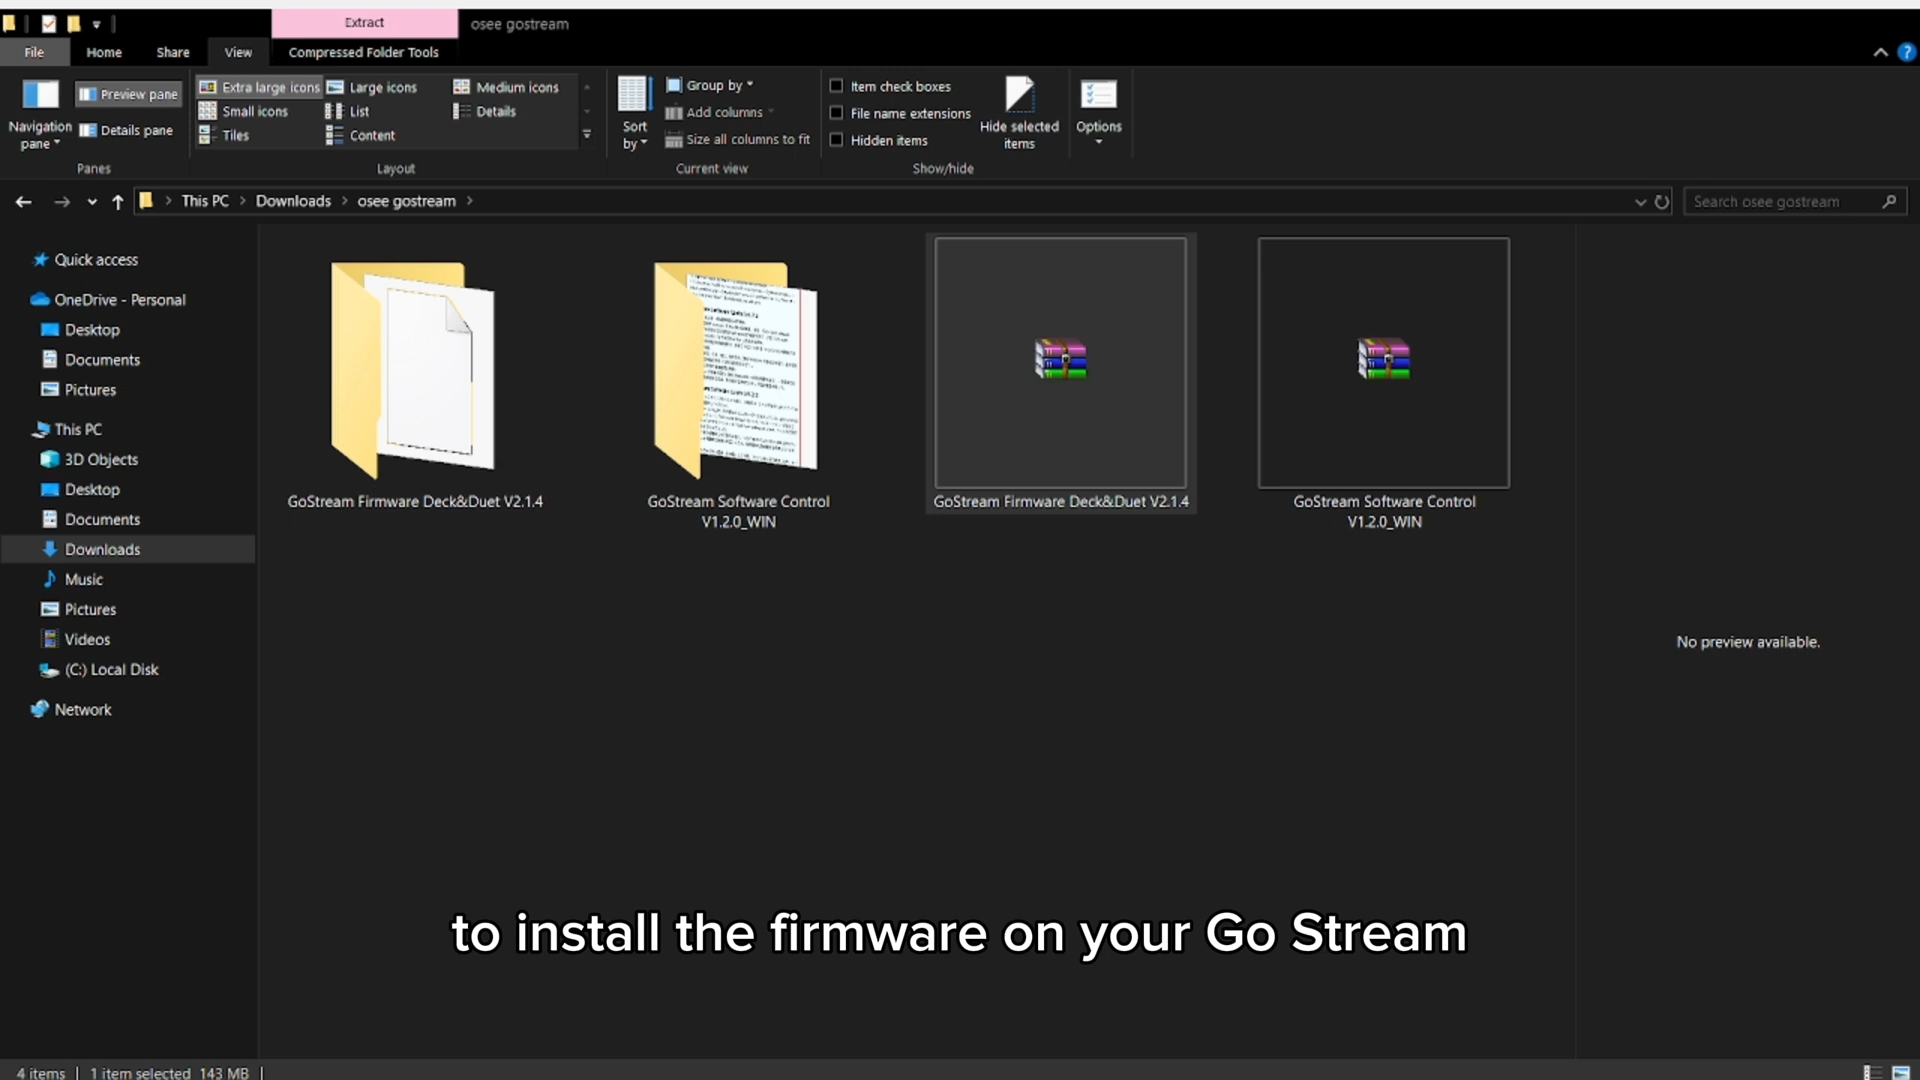 Extract
osee gostream
File
Home
Share
View
Compressed Folder Tools
Navigation pane
Preview pane
Details pane
Panes
Extra large icons
Large icons
Medium icons
Small icons
List
Details
Tiles
Content
Layout
Sort by
Group by
Add columns
Size all columns to fit
Current view
Item check boxes
File name extensions
Hidden items
Hide selected items
Show/hide
Options
This PC > Downloads > osee gostream >
Search osee gostream
Quick access
OneDrive - Personal
Desktop
Documents
Pictures
This PC
3D Objects
Desktop
Documents
Downloads
Music
Pictures
Videos
(C:) Local Disk
Network
GoStream Firmware Deck&Duet V2.1.4
GoStream Software Control
V1.2.0_WIN
GoStream Firmware Deck&Duet V2.1.4
GoStream Software Control
V1.2.0_WIN
No preview available.
to install the firmware on your Go Stream
4 items
1 item selected 143 MB